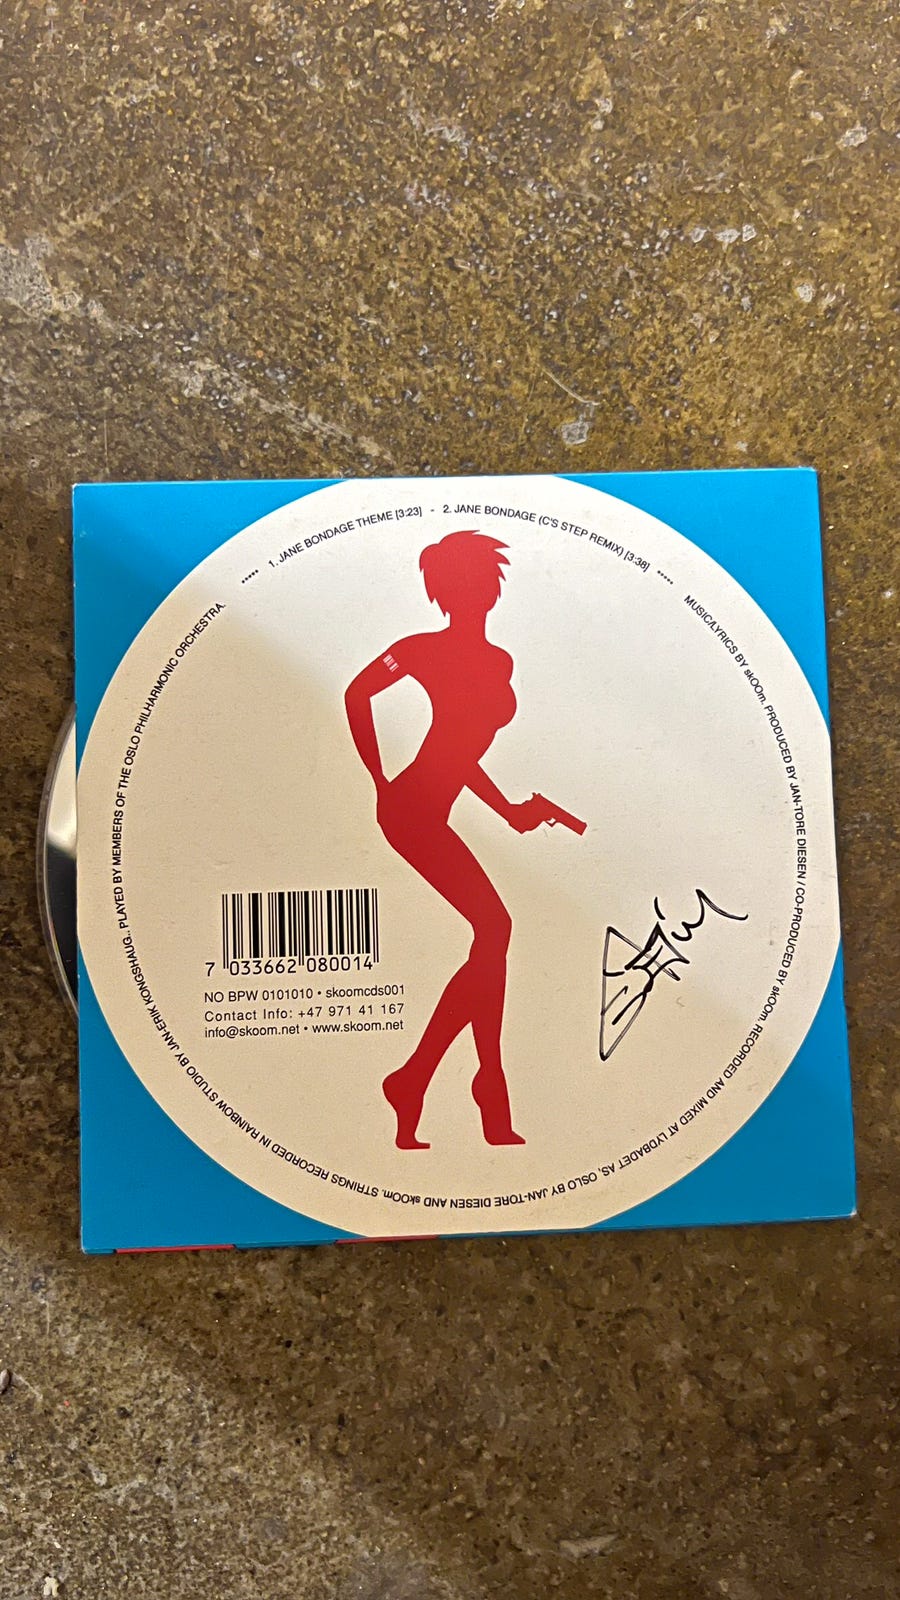 ***** 1. JANE BONDAGE THEME [3:23] - 2. JANE BONDAGE (C'S STEP REMIX) [3:38] *****
MUSIC/LYRICS BY skOOm. PRODUCED BY JAN-TORE DIESEN / CO-PRODUCED BY skOOm. RECORDED AND MIXED AT LYDBADET AS, OSLO BY JAN-TORE DIESEN AND skOOm. STRINGS RECORDED IN RAINBOW STUDIO BY JAN-ERIK KONGSHAUG.. PLAYED BY MEMBERS OF THE OSLO PHILHARMONIC ORCHESTRA.
7 033662 080014
NO BPW 0101010 • skoomcds001
Contact Info: +47 971 41 167
info@skoom.net • www.skoom.net